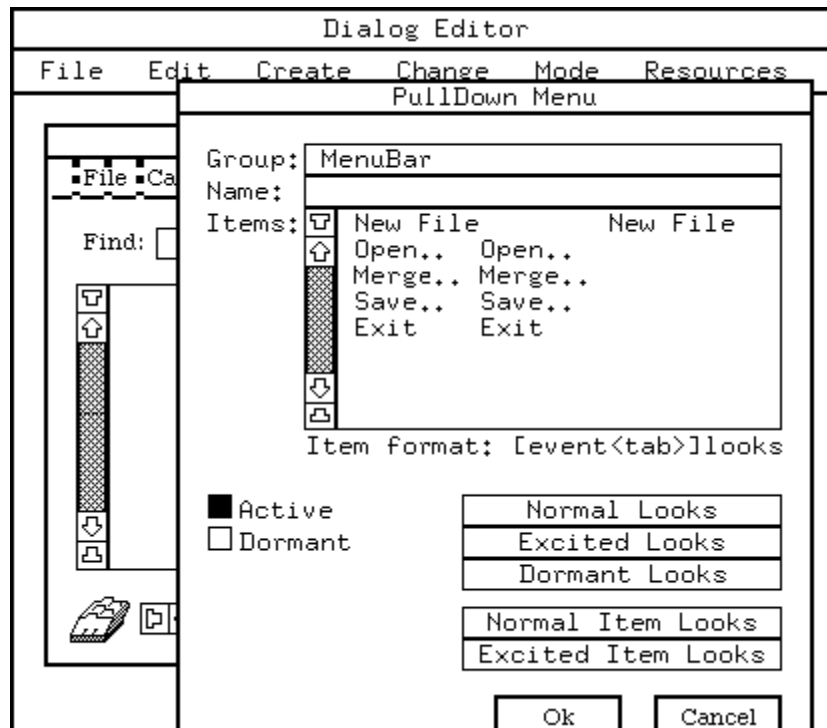 Dialog Editor
File Edit Create Change Mode Resources
PullDown Menu
File Ca
Find:
Group: MenuBar
Name:
Items: New File New File
Open.. Open..
Merge.. Merge..
Save.. Save..
Exit Exit
Item format: [event<tab>]looks
Active
Dormant
Normal Looks
Excited Looks
Dormant Looks
Normal Item Looks
Excited Item Looks
Ok Cancel